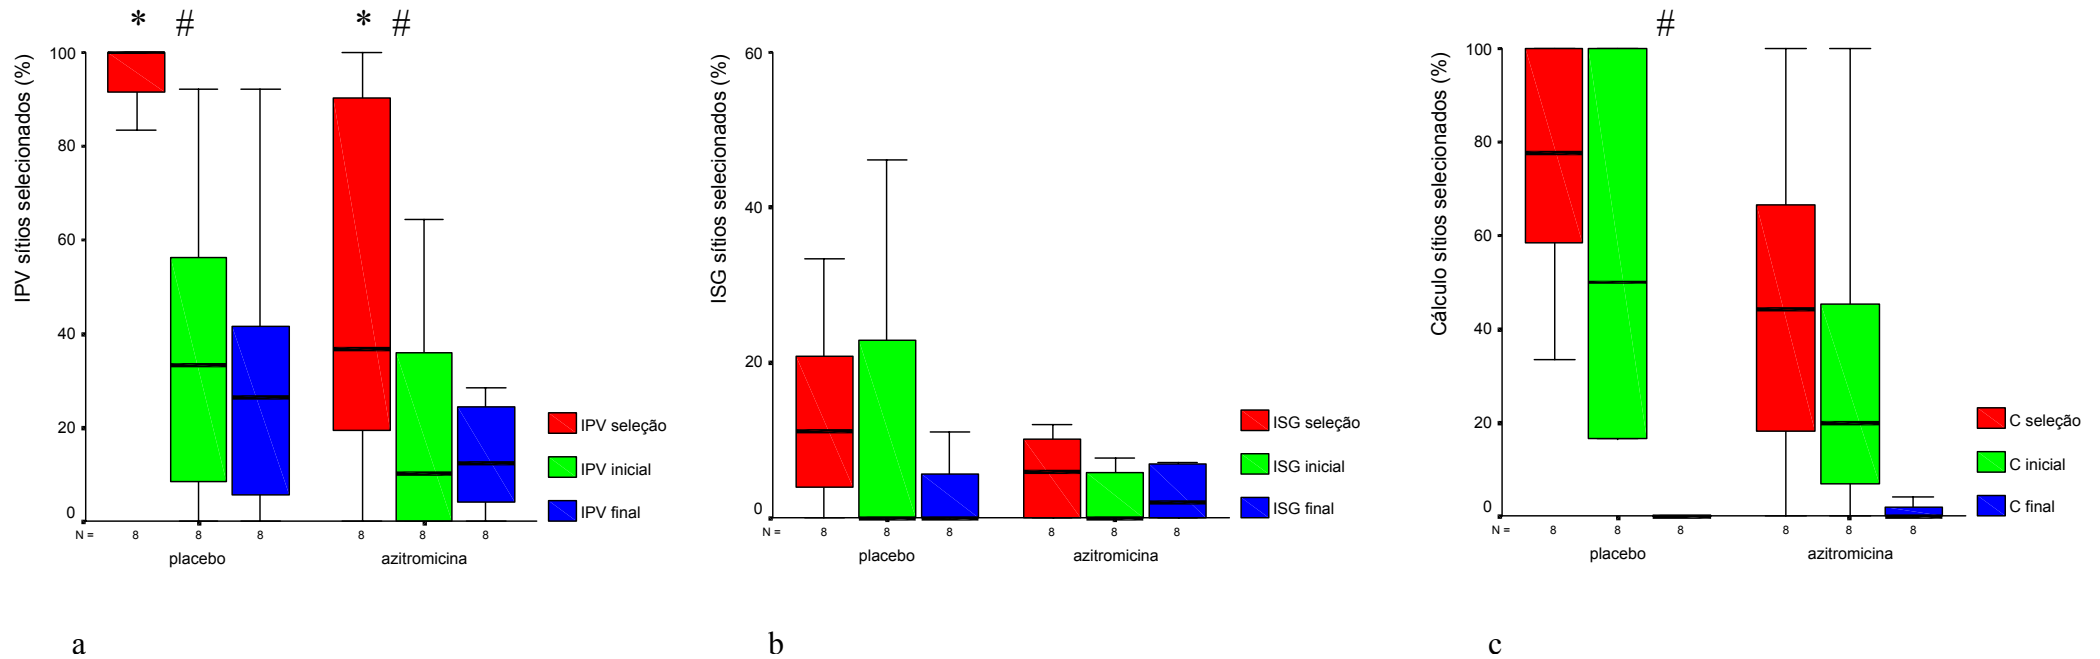 * # * #
IPV sítios selecionados (%)
100
80
60
40
20
0
N = 8 8 8 8 8 8
placebo azitromicina
IPV seleção
IPV inicial
IPV final
a
ISG sítios selecionados (%)
60
40
20
0
N = 8 8 8 8 8 8
placebo azitromicina
ISG seleção
ISG inicial
ISG final
b
#
Cálculo sítios selecionados (%)
100
80
60
40
20
0
N = 8 8 8 8 8 8
placebo azitromicina
C seleção
C inicial
C final
c